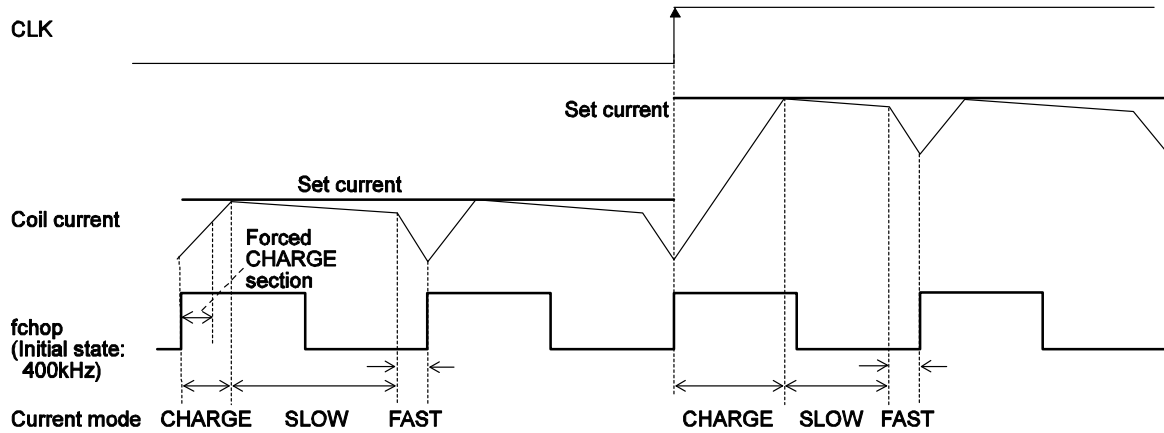 CLK
Set current
Set current
Coil current
Forced
CHARGE
section
fchop
(Initial state:
400kHz)
Current mode CHARGE SLOW FAST CHARGE SLOW FAST